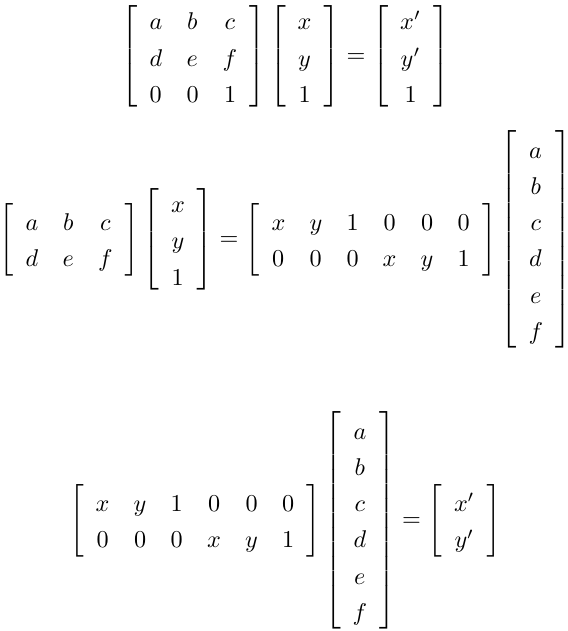 [ a b c ; d e f ; 0 0 1 ] [ x ; y ; 1 ] = [ x′ ; y′ ; 1 ]
[ a b c ; d e f ] [ x ; y ; 1 ] = [ x y 1 0 0 0 ; 0 0 0 x y 1 ] [ a ; b ; c ; d ; e ; f ]
[ x y 1 0 0 0 ; 0 0 0 x y 1 ] [ a ; b ; c ; d ; e ; f ] = [ x′ ; y′ ]